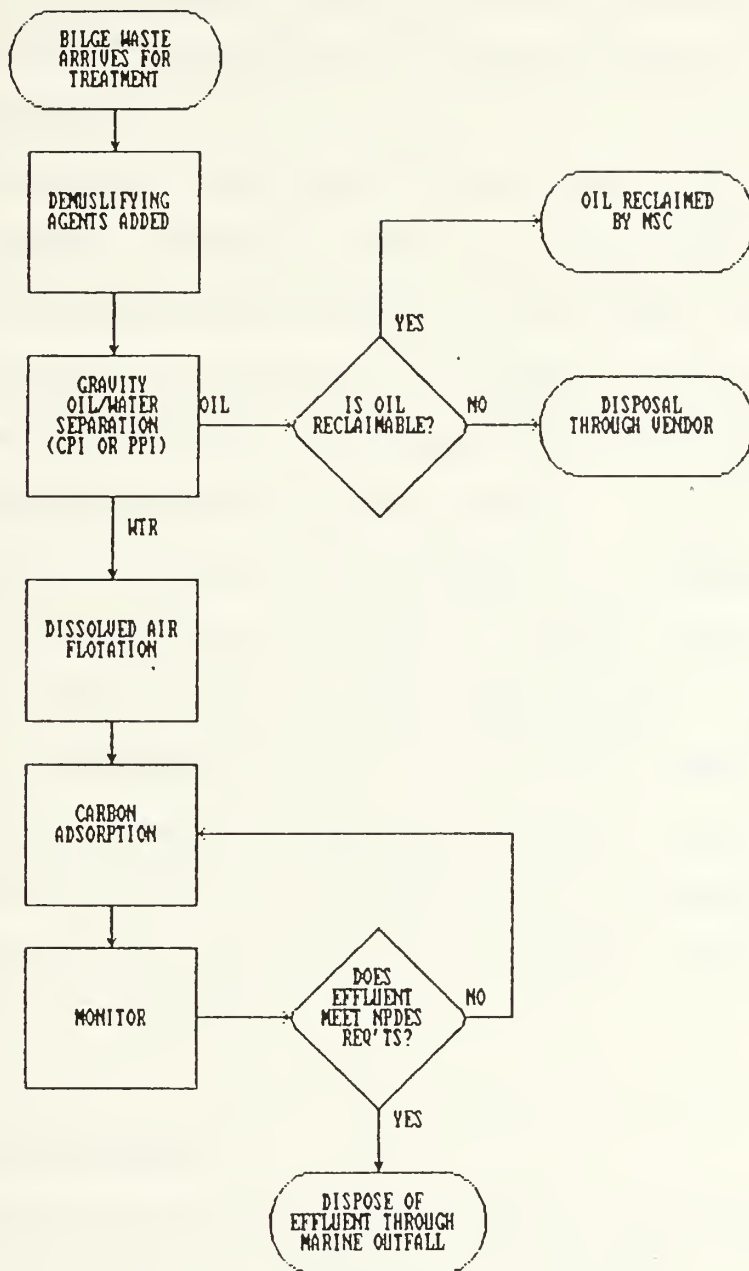 BILGE WASTE
ARRIVES FOR
TREATMENT
DEMUSLIFYING
AGENTS ADDED
OIL RECLAIMED
BY MSC
YES
GRAVITY
OIL/WATER
SEPARATION
(CPI OR PPI)
OIL
IS OIL
RECLAIMABLE?
NO
DISPOSAL
THROUGH VENDOR
WTR
DISSOLVED AIR
FLOTATION
CARBON
ADSORPTION
MONITOR
DOES
EFFLUENT
MEET NPDES
REQ'TS?
NO
YES
DISPOSE OF
EFFLUENT THROUGH
MARINE OUTFALL